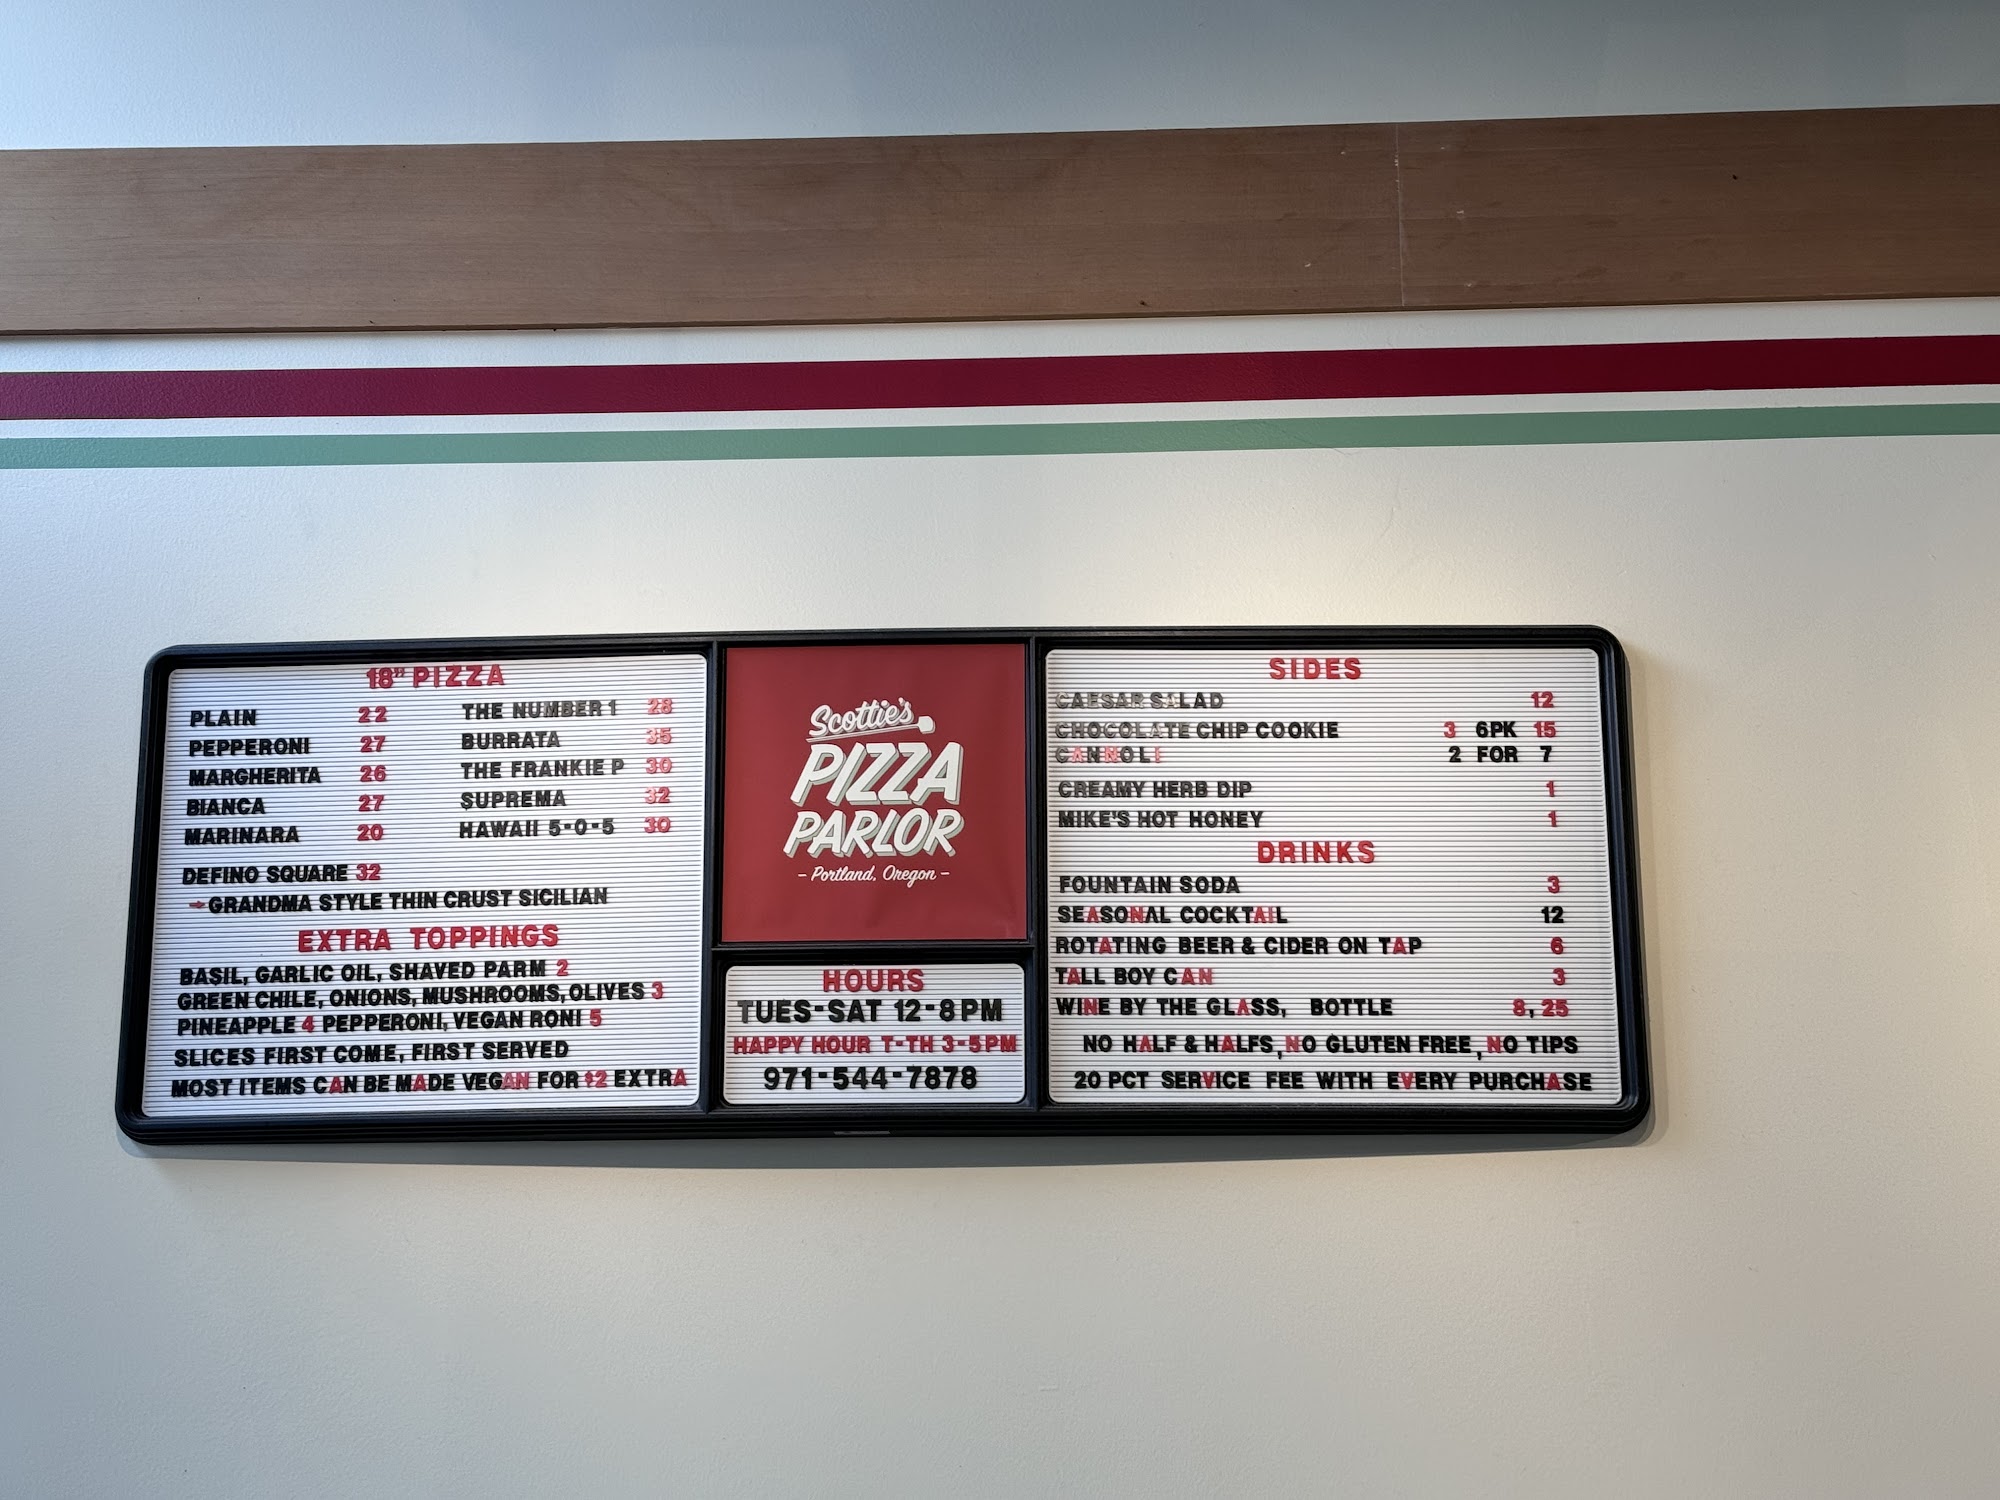 18" PIZZA
PLAIN 22
PEPPERONI 27
MARGHERITA 26
BIANCA 27
MARINARA 20
THE NUMBER 1 28
BURRATA 35
THE FRANKIE P 30
SUPREMA 32
HAWAII 5-0-5 30
DEFINO SQUARE 32
→GRANDMA STYLE THIN CRUST SICILIAN
EXTRA TOPPINGS
BASIL, GARLIC OIL, SHAVED PARM 2
GREEN CHILE, ONIONS, MUSHROOMS, OLIVES 3
PINEAPPLE 4 PEPPERONI, VEGAN RONI 5
SLICES FIRST COME, FIRST SERVED
MOST ITEMS CAN BE MADE VEGAN FOR $2 EXTRA
Scottie's
PIZZA
PARLOR
- Portland, Oregon -
HOURS
TUES-SAT 12-8PM
HAPPY HOUR T-TH 3-5PM
971-544-7878
SIDES
CAESAR SALAD 12
CHOCOLATE CHIP COOKIE 3 6PK 15
CANNOLI 2 FOR 7
CREAMY HERB DIP 1
MIKE'S HOT HONEY 1
DRINKS
FOUNTAIN SODA 3
SEASONAL COCKTAIL 12
ROTATING BEER & CIDER ON TAP 6
TALL BOY CAN 3
WINE BY THE GLASS, BOTTLE 8, 25
NO HALF & HALFS, NO GLUTEN FREE, NO TIPS
20 PCT SERVICE FEE WITH EVERY PURCHASE